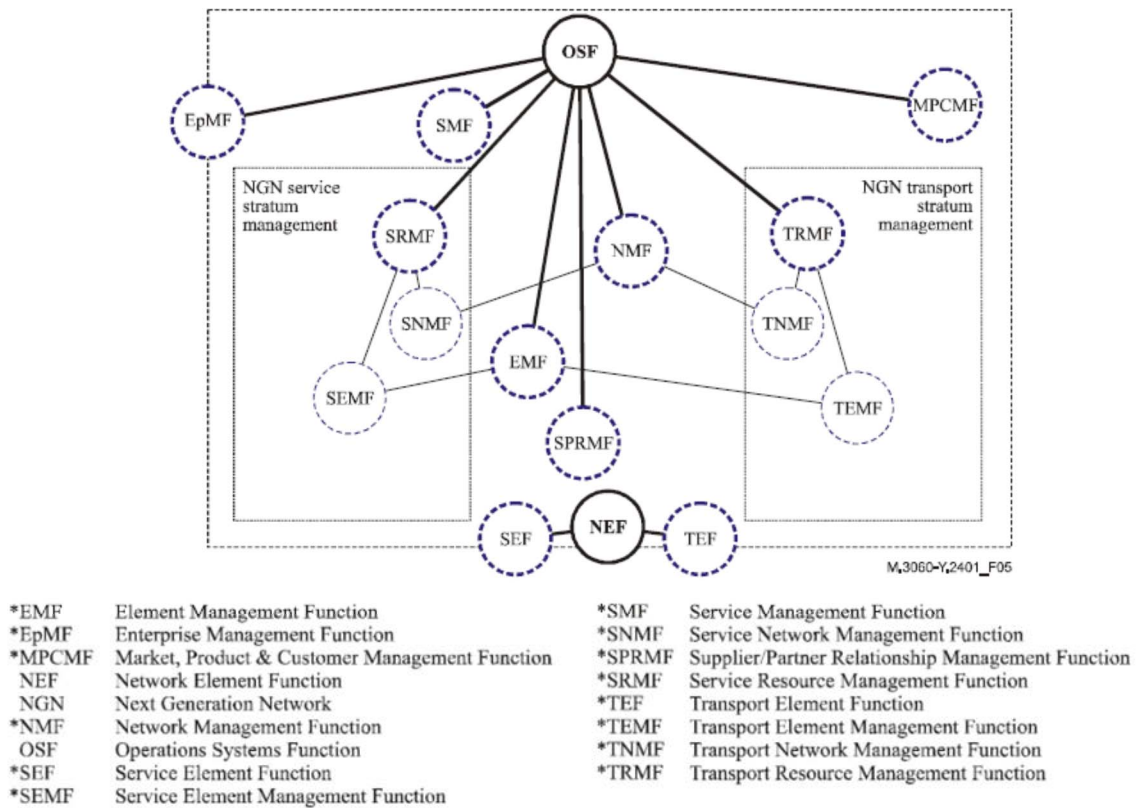 OSF
EpMF
SMF
MPCMF
NGN service
stratum
management
NGN transport
stratum
management
SRMF
NMF
TRMF
SNMF
TNMF
EMF
SEMF
TEMF
SPRMF
SEF
NEF
TEF
M.3060-Y.2401_F05
*EMF Element Management Function
*EpMF Enterprise Management Function
*MPCMF Market, Product & Customer Management Function
NEF Network Element Function
NGN Next Generation Network
*NMF Network Management Function
OSF Operations Systems Function
*SEF Service Element Function
*SEMF Service Element Management Function
*SMF Service Management Function
*SNMF Service Network Management Function
*SPRMF Supplier/Partner Relationship Management Function
*SRMF Service Resource Management Function
*TEF Transport Element Function
*TEMF Transport Element Management Function
*TNMF Transport Network Management Function
*TRMF Transport Resource Management Function